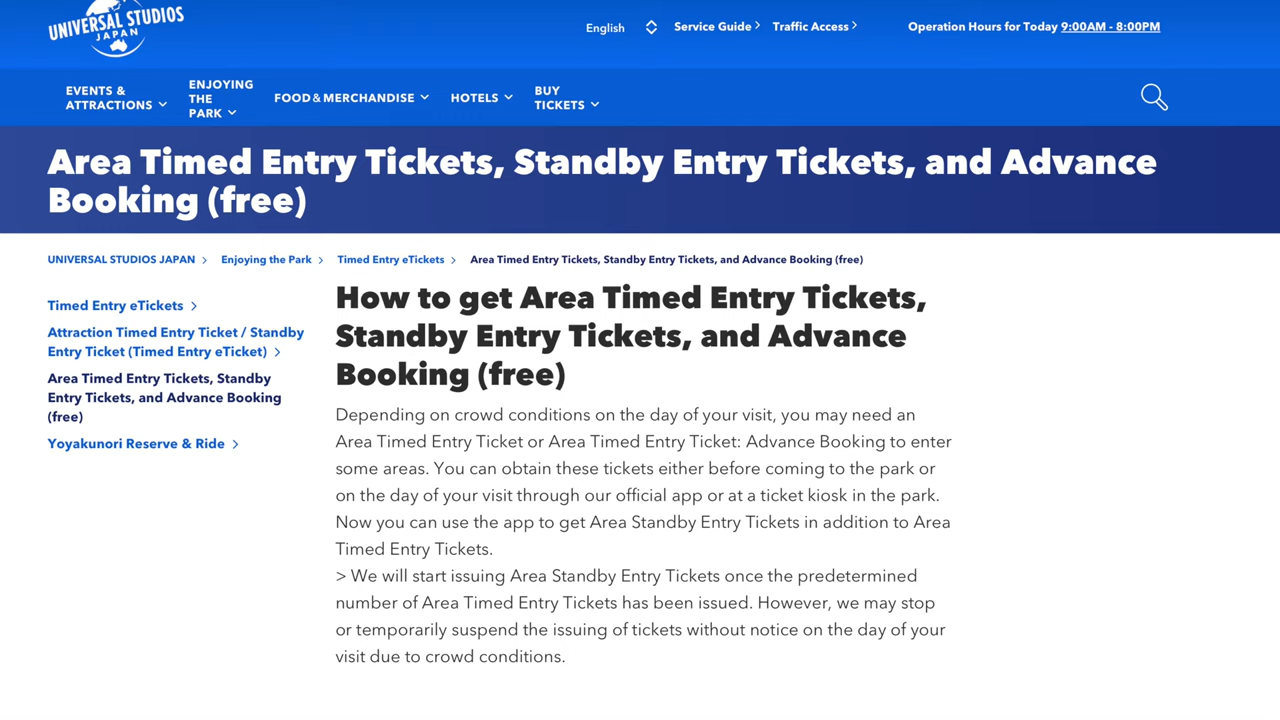 UNIVERSAL STUDIOS
JAPAN
English
Service Guide
Traffic Access
Operation Hours for Today 9:00AM - 8:00PM
EVENTS &
ATTRACTIONS
ENJOYING
THE
PARK
FOOD & MERCHANDISE
HOTELS
BUY
TICKETS
Area Timed Entry Tickets, Standby Entry Tickets, and Advance
Booking (free)
UNIVERSAL STUDIOS JAPAN > Enjoying the Park > Timed Entry eTickets > Area Timed Entry Tickets, Standby Entry Tickets, and Advance Booking (free)
Timed Entry eTickets >
Attraction Timed Entry Ticket / Standby
Entry Ticket (Timed Entry eTicket) >
Area Timed Entry Tickets, Standby
Entry Tickets, and Advance Booking
(free)
Yoyakunori Reserve & Ride >
How to get Area Timed Entry Tickets,
Standby Entry Tickets, and Advance
Booking (free)
Depending on crowd conditions on the day of your visit, you may need an
Area Timed Entry Ticket or Area Timed Entry Ticket: Advance Booking to enter
some areas. You can obtain these tickets either before coming to the park or
on the day of your visit through our official app or at a ticket kiosk in the park.
Now you can use the app to get Area Standby Entry Tickets in addition to Area
Timed Entry Tickets.
> We will start issuing Area Standby Entry Tickets once the predetermined
number of Area Timed Entry Tickets has been issued. However, we may stop
or temporarily suspend the issuing of tickets without notice on the day of your
visit due to crowd conditions.